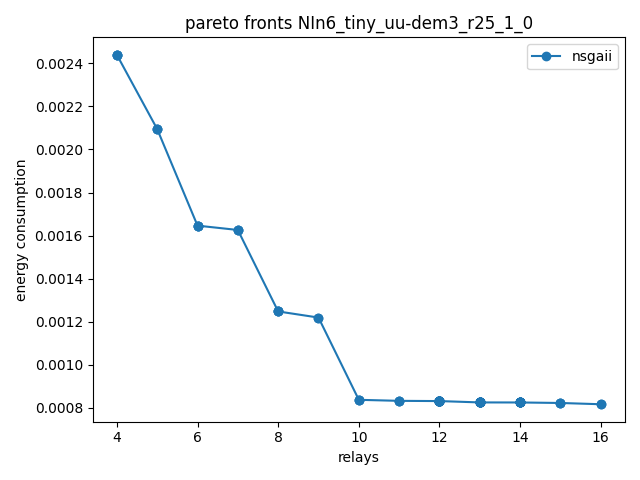 pareto fronts NIn6_tiny_uu-dem3_r25_1_0
nsgaii
energy consumption
0.0024
0.0022
0.0020
0.0018
0.0016
0.0014
0.0012
0.0010
0.0008
4 6 8 10 12 14 16
relays